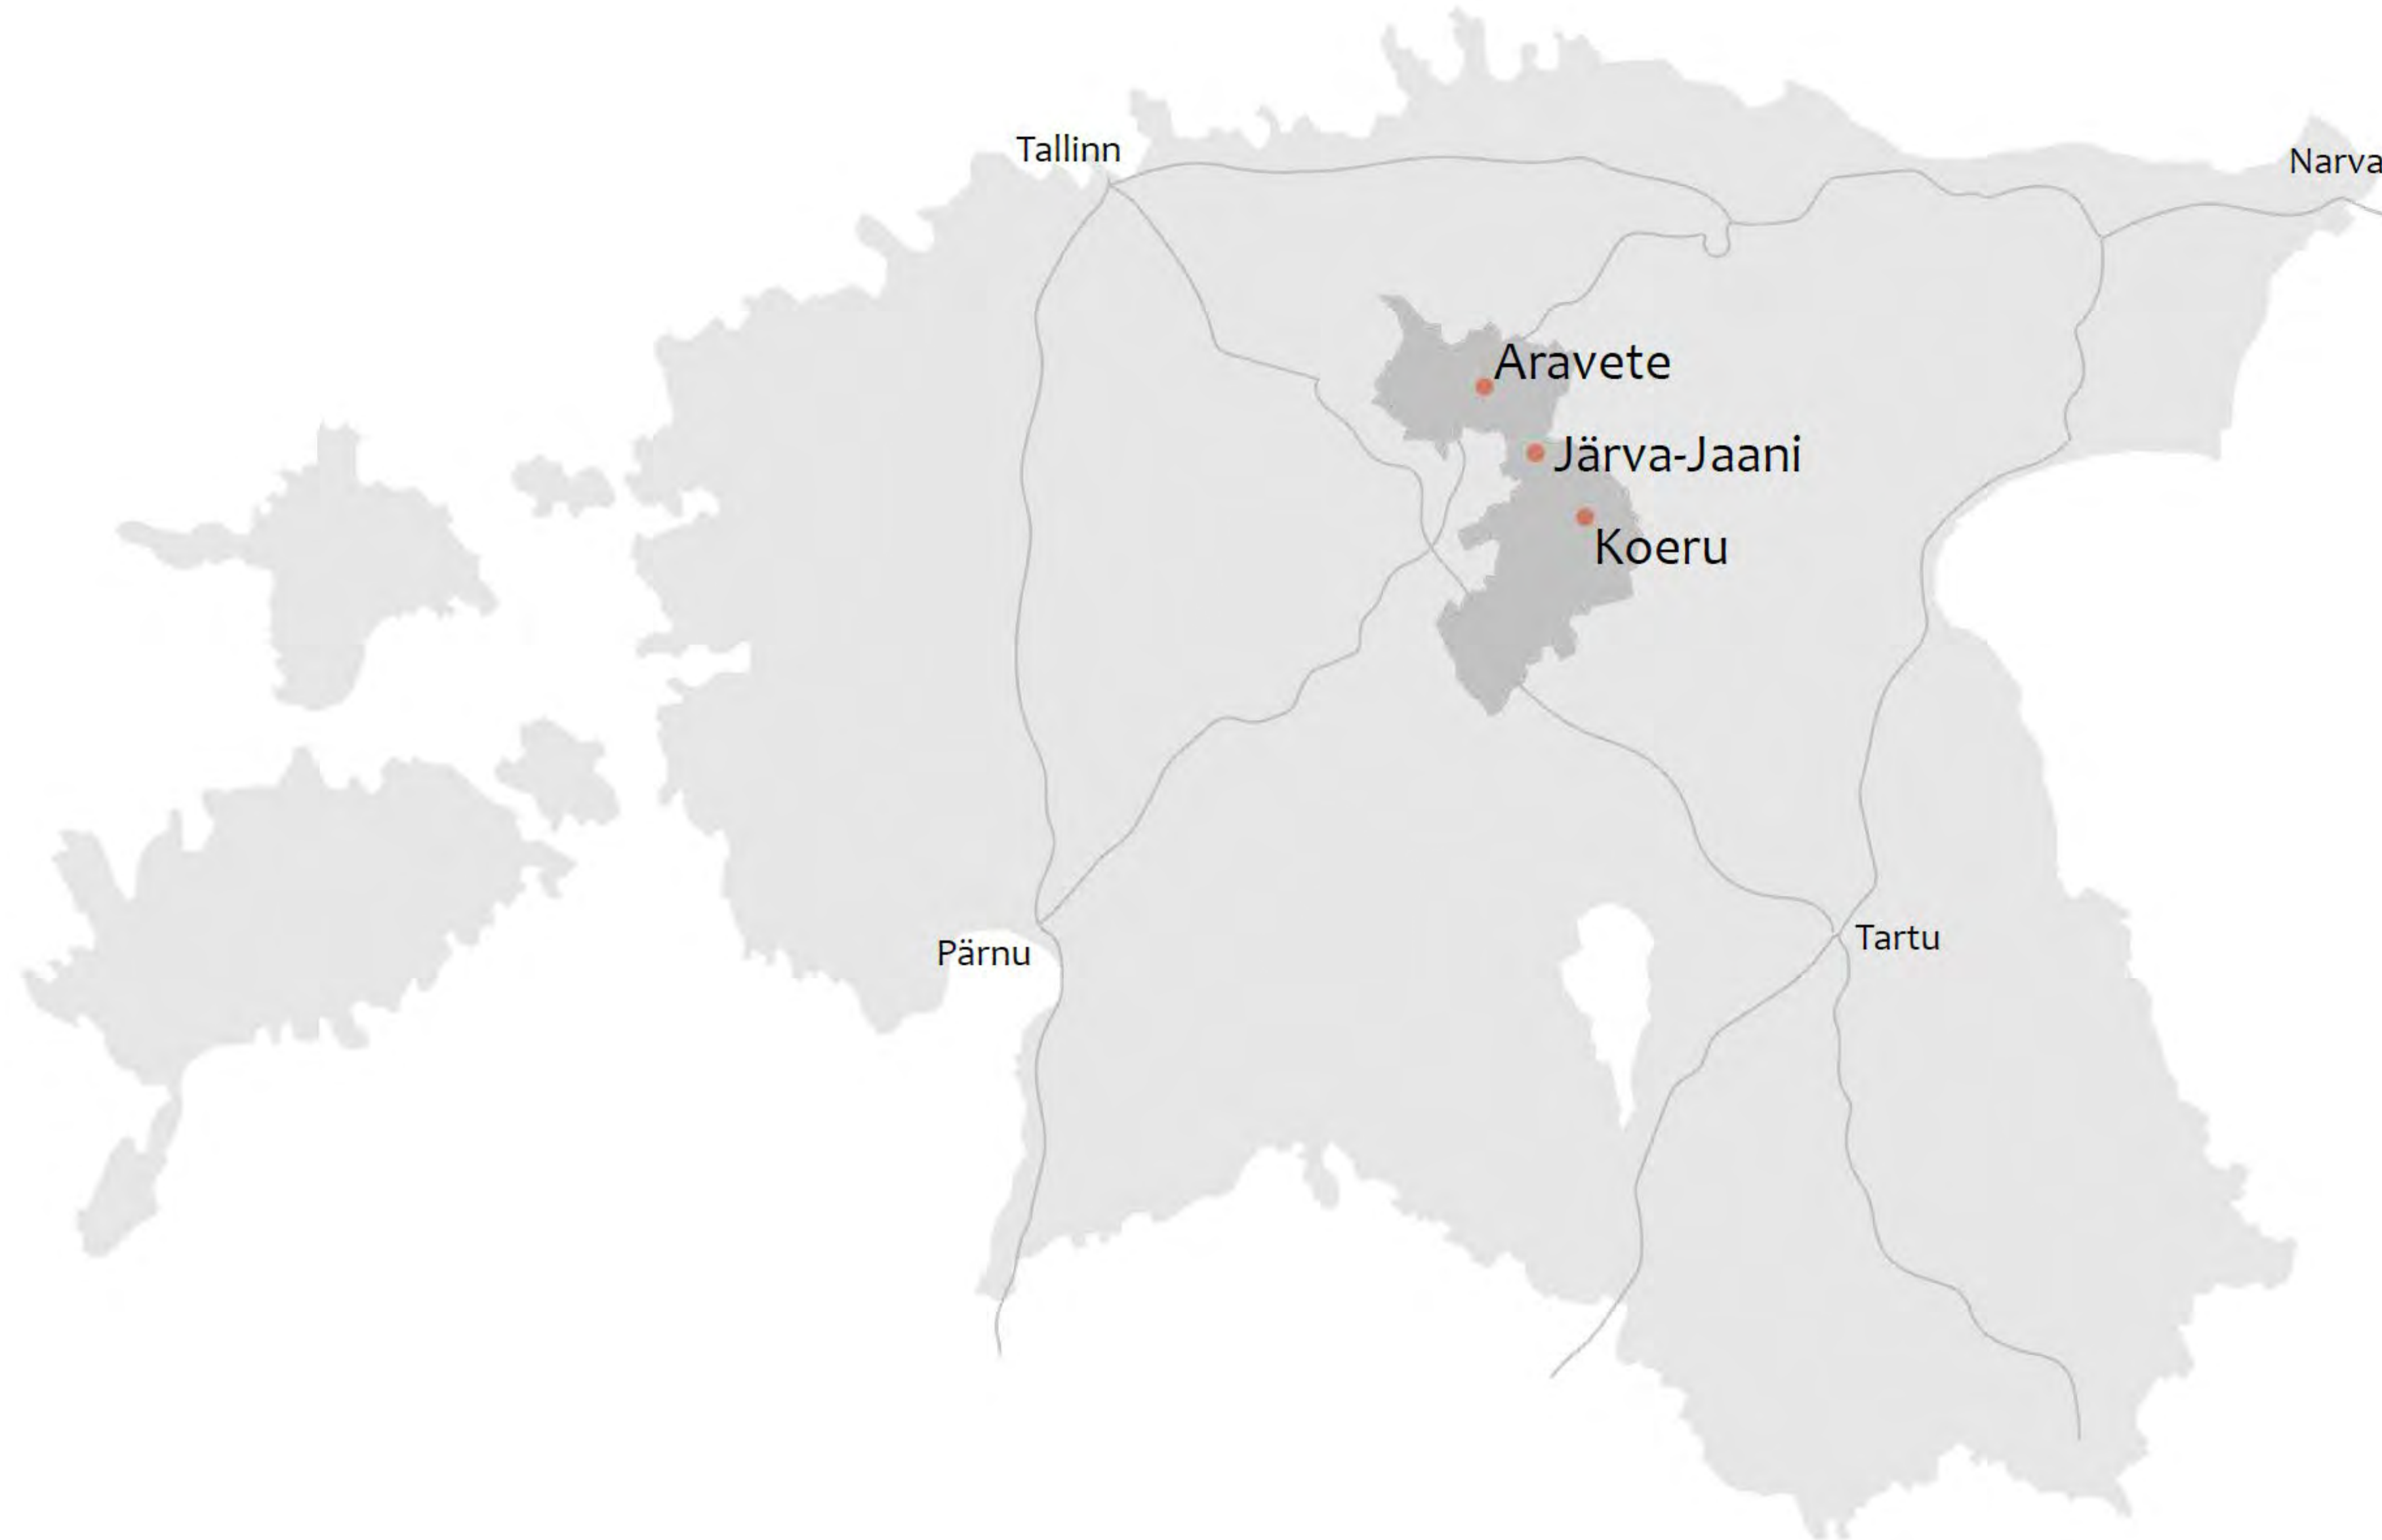 Tallinn
Narva
Aravete
Järva-Jaani
Koeru
Pärnu
Tartu